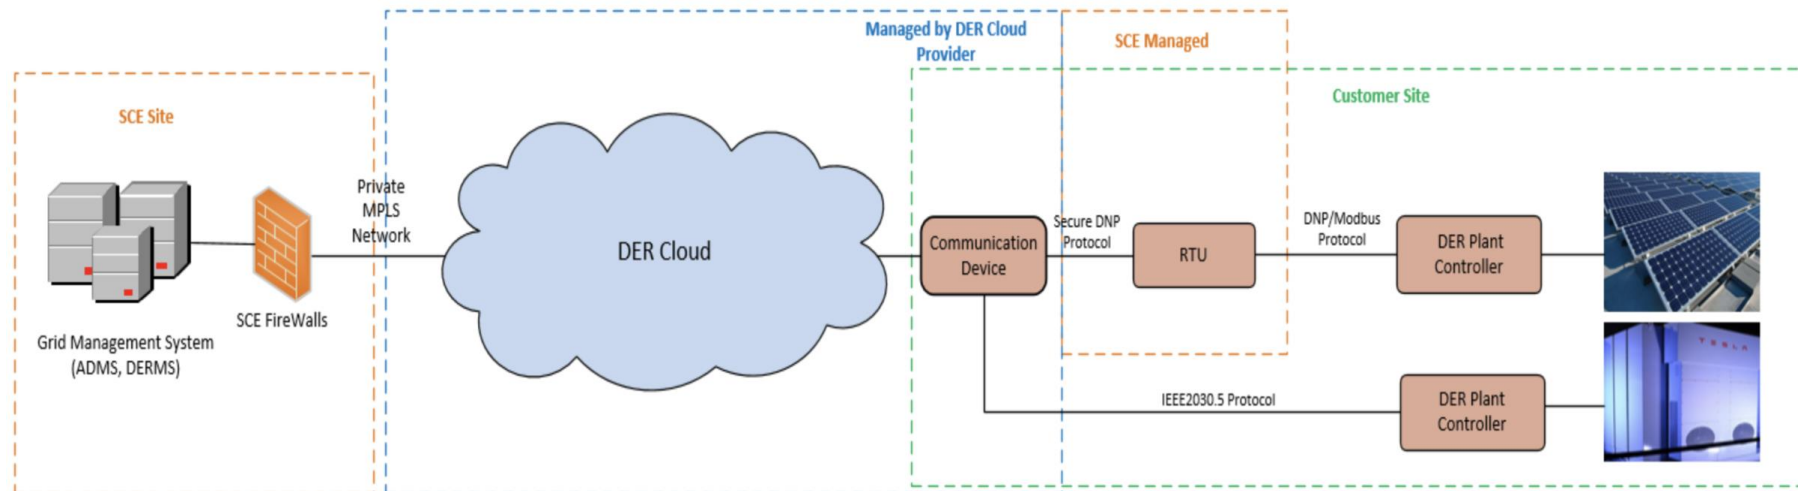 Managed by DER Cloud
Provider
SCE Managed
SCE Site
Customer Site
Private
MPLS
Network
Grid Management System
(ADMS, DERMS)
SCE FireWalls
DER Cloud
Communication
Device
Secure DNP
Protocol
RTU
DNP/Modbus
Protocol
DER Plant
Controller
IEEE2030.5 Protocol
DER Plant
Controller
TESLA